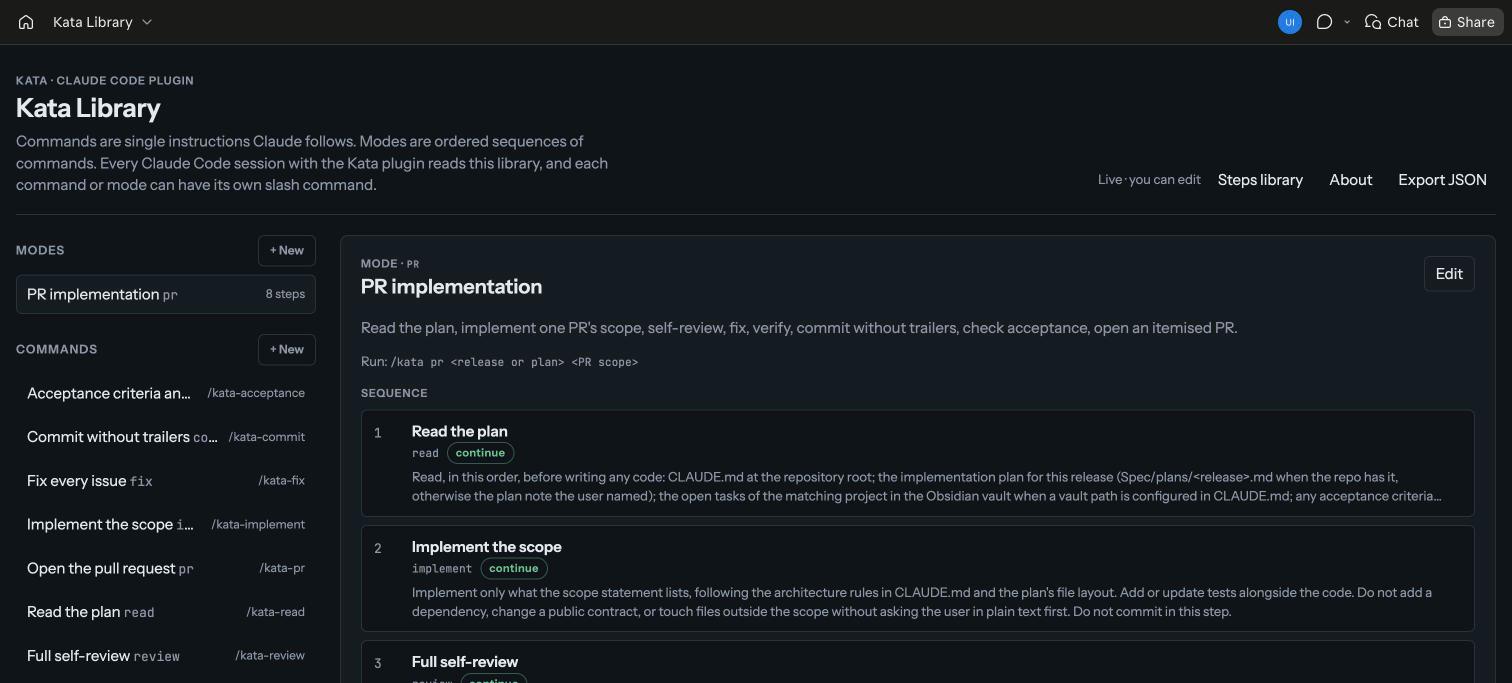 Kata Library
UI
Chat
Share
KATA · CLAUDE CODE PLUGIN
Kata Library
Commands are single instructions Claude follows. Modes are ordered sequences of
commands. Every Claude Code session with the Kata plugin reads this library, and each
command or mode can have its own slash command.
Live · you can edit
Steps library
About
Export JSON
MODES
+ New
PR implementation pr
8 steps
COMMANDS
+ New
Acceptance criteria an...
/kata-acceptance
Commit without trailers co...
/kata-commit
Fix every issue fix
/kata-fix
Implement the scope i...
/kata-implement
Open the pull request pr
/kata-pr
Read the plan read
/kata-read
Full self-review review
/kata-review
MODE · PR
PR implementation
Edit
Read the plan, implement one PR's scope, self-review, fix, verify, commit without trailers, check acceptance, open an itemised PR.
Run: /kata pr <release or plan> <PR scope>
SEQUENCE
1
Read the plan
read continue
Read, in this order, before writing any code: CLAUDE.md at the repository root; the implementation plan for this release (Spec/plans/<release>.md when the repo has it,
otherwise the plan note the user named); the open tasks of the matching project in the Obsidian vault when a vault path is configured in CLAUDE.md; any acceptance criteria...
2
Implement the scope
implement continue
Implement only what the scope statement lists, following the architecture rules in CLAUDE.md and the plan's file layout. Add or update tests alongside the code. Do not add a
dependency, change a public contract, or touch files outside the scope without asking the user in plain text first. Do not commit in this step.
3
Full self-review
review continue